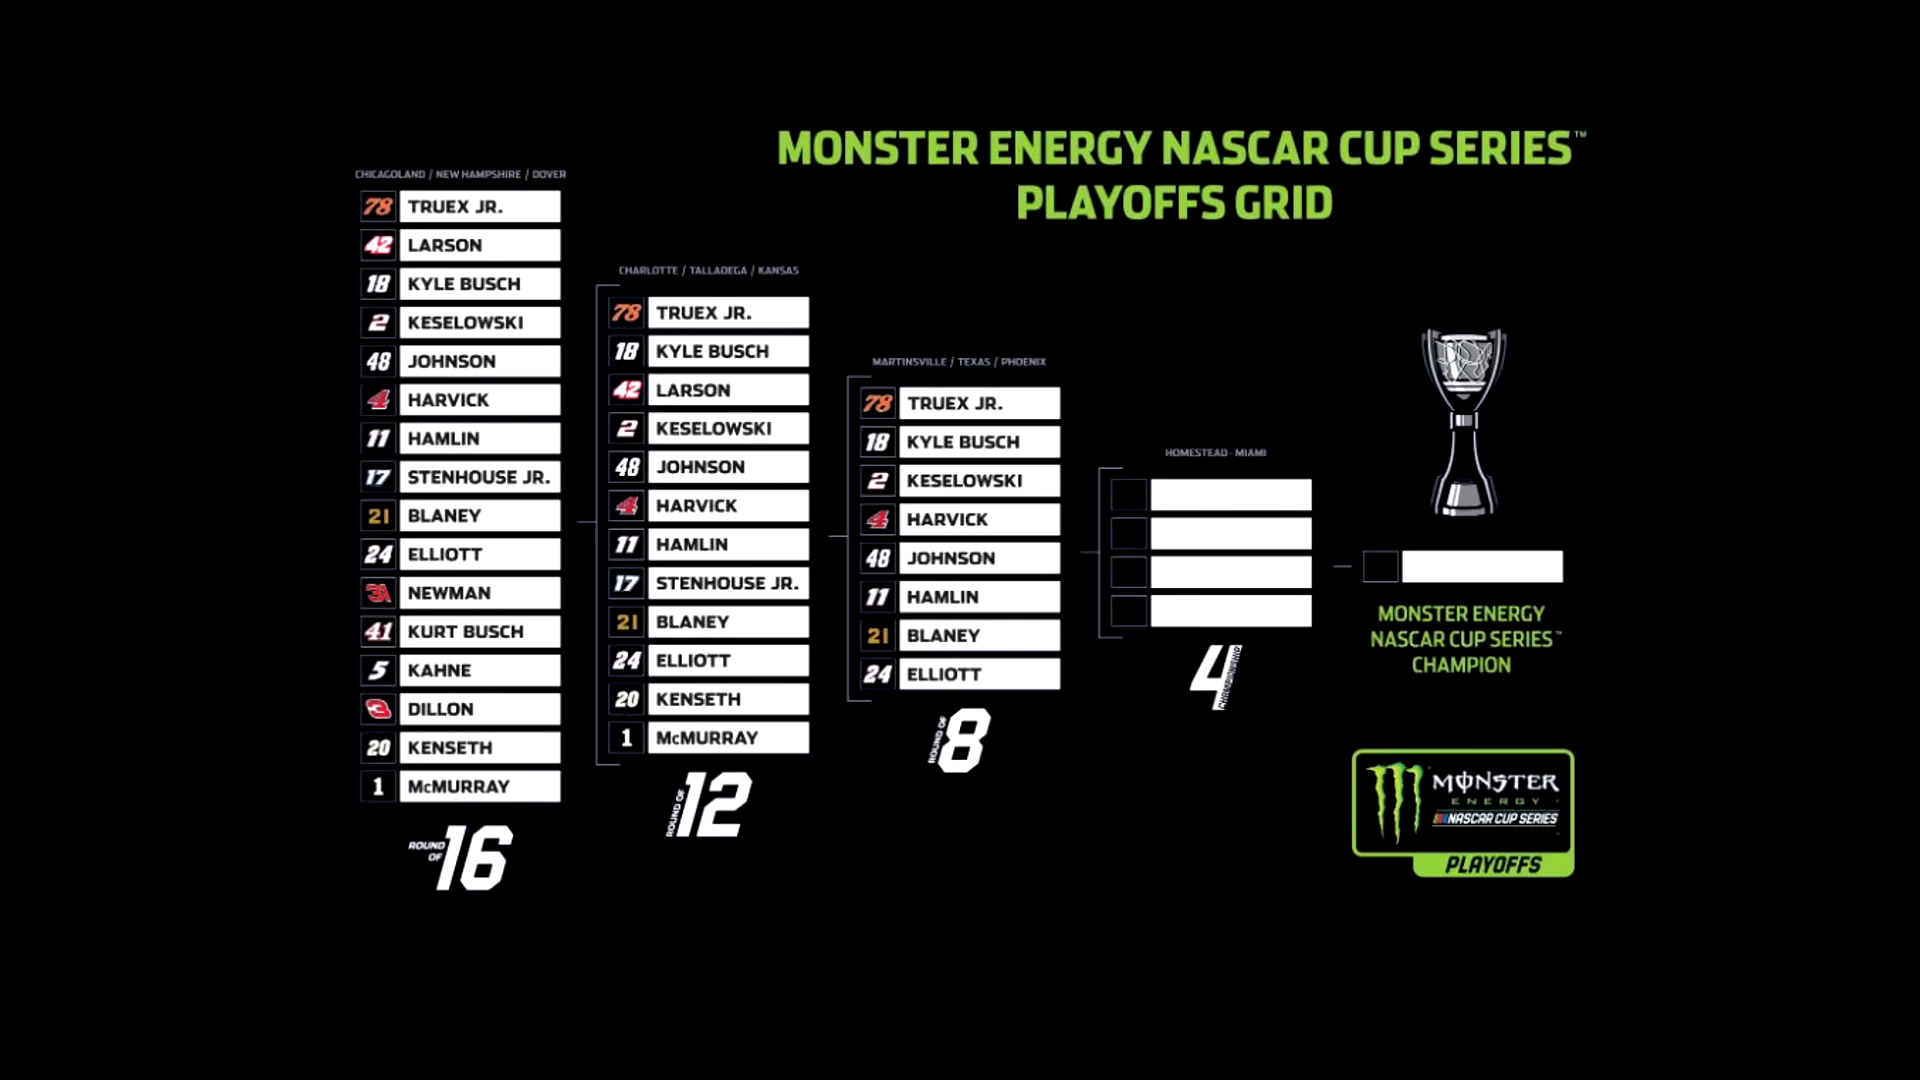 MONSTER ENERGY NASCAR CUP SERIES™
PLAYOFFS GRID
CHICAGOLAND / NEW HAMPSHIRE / DOVER
78 TRUEX JR.
42 LARSON
18 KYLE BUSCH
2 KESELOWSKI
48 JOHNSON
4 HARVICK
11 HAMLIN
17 STENHOUSE JR.
21 BLANEY
24 ELLIOTT
31 NEWMAN
41 KURT BUSCH
5 KAHNE
3 DILLON
20 KENSETH
1 McMURRAY
ROUND OF 16
CHARLOTTE / TALLADEGA / KANSAS
78 TRUEX JR.
18 KYLE BUSCH
42 LARSON
2 KESELOWSKI
48 JOHNSON
4 HARVICK
11 HAMLIN
17 STENHOUSE JR.
21 BLANEY
24 ELLIOTT
20 KENSETH
1 McMURRAY
ROUND OF 12
MARTINSVILLE / TEXAS / PHOENIX
78 TRUEX JR.
18 KYLE BUSCH
2 KESELOWSKI
4 HARVICK
48 JOHNSON
11 HAMLIN
21 BLANEY
24 ELLIOTT
ROUND OF 8
HOMESTEAD - MIAMI
CHAMPIONSHIP 4
MONSTER ENERGY
NASCAR CUP SERIES™
CHAMPION
MONSTER
ENERGY
NASCAR CUP SERIES
PLAYOFFS